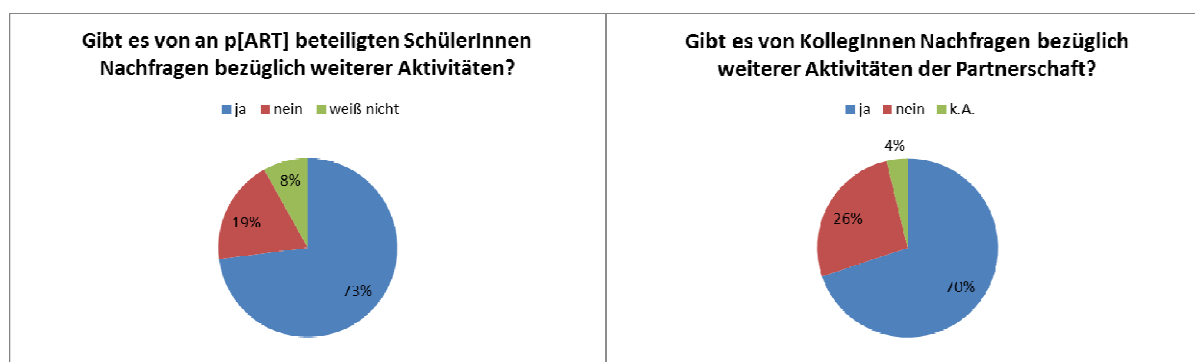 Gibt es von an p[ART] beteiligten SchülerInnen
Nachfragen bezüglich weiterer Aktivitäten?
ja nein weiß nicht
8%
19%
73%
Gibt es von KollegInnen Nachfragen bezüglich
weiterer Aktivitäten der Partnerschaft?
ja nein k.A.
4%
26%
70%